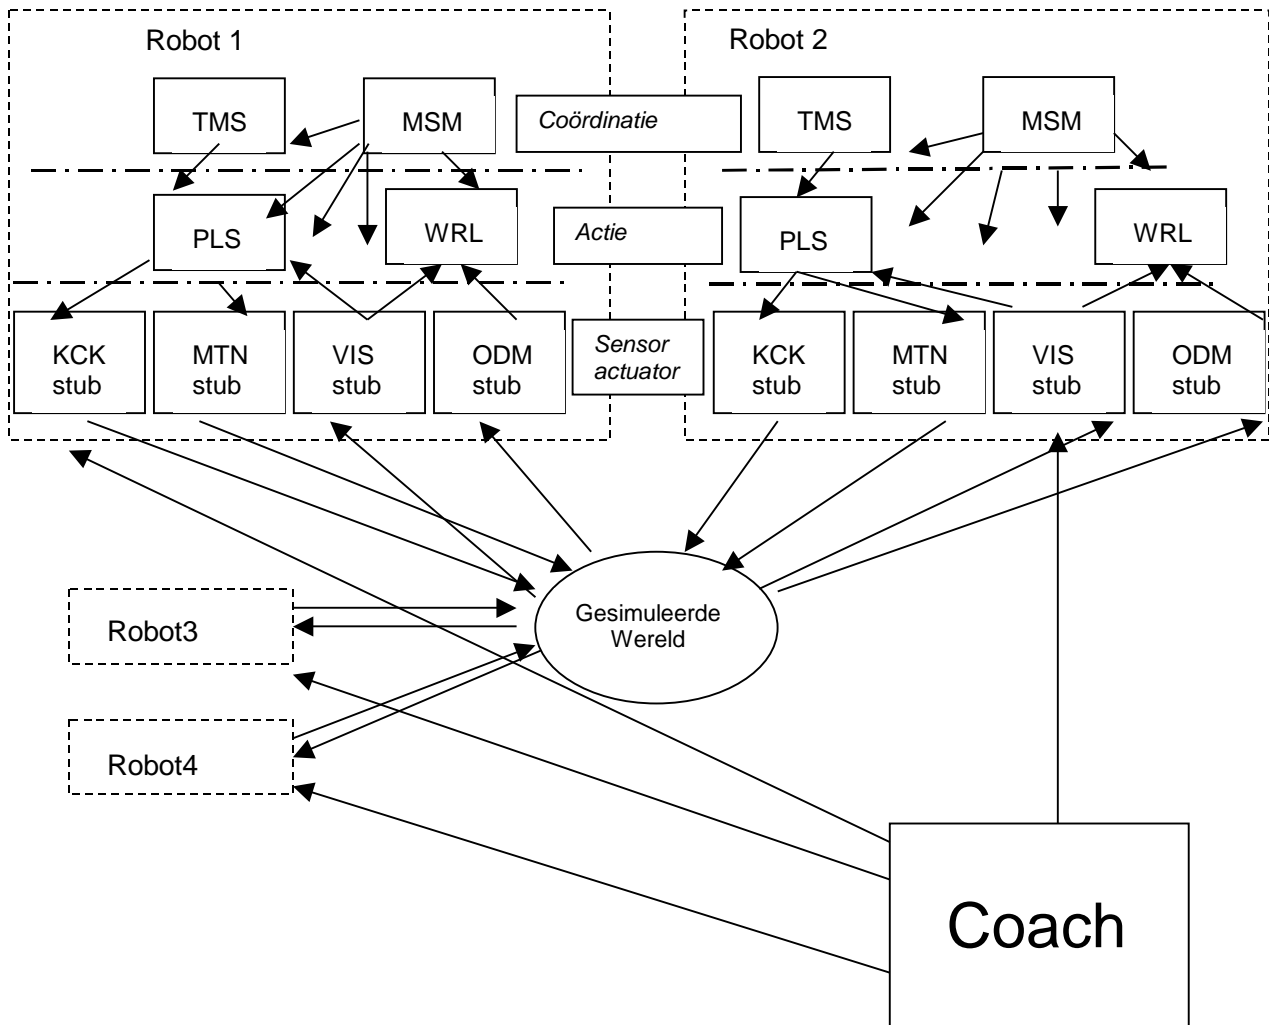 Robot 1
Robot 2
TMS
MSM
Coördinatie
TMS
MSM
PLS
WRL
Actie
PLS
WRL
KCK
stub
MTN
stub
VIS
stub
ODM
stub
Sensor
actuator
KCK
stub
MTN
stub
VIS
stub
ODM
stub
Gesimuleerde
Wereld
Robot3
Robot4
Coach